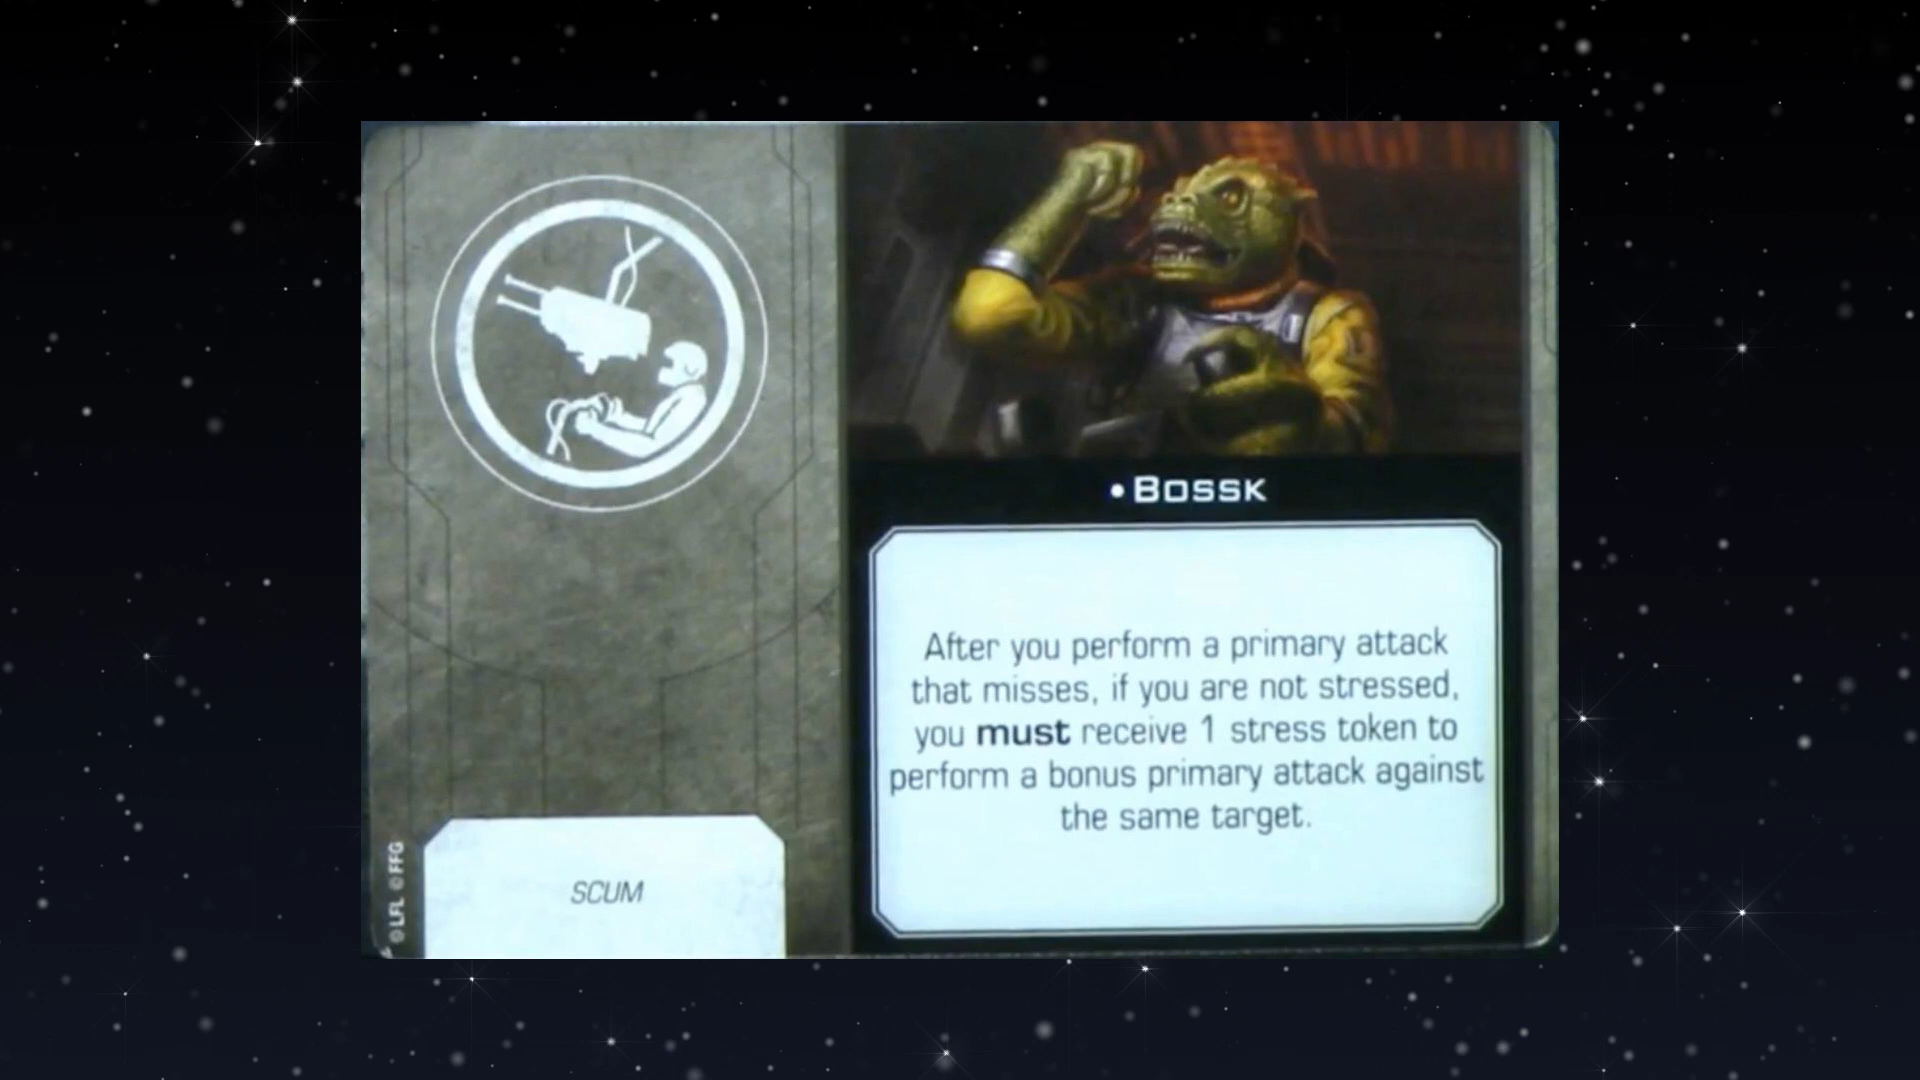 •Bossk
After you perform a primary attack
that misses, if you are not stressed,
you must receive 1 stress token to
perform a bonus primary attack against
the same target.
SCUM
©LFL ©FFG